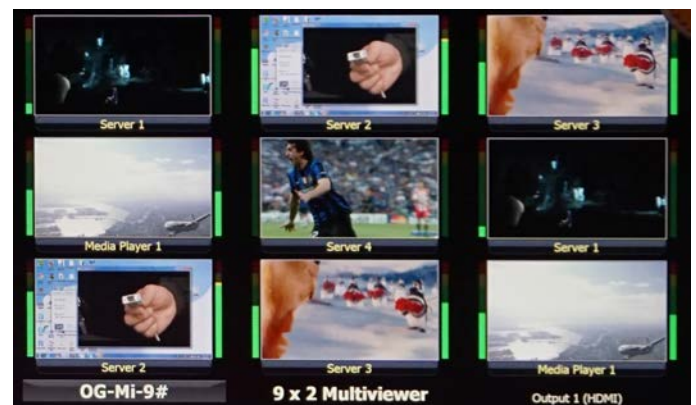 Server 1
Server 2
Server 3
Media Player 1
Server 4
Server 1
Server 2
Server 3
Media Player 1
OG-Mi-9#
9 x 2 Multiviewer
Output 1 (HDMI)